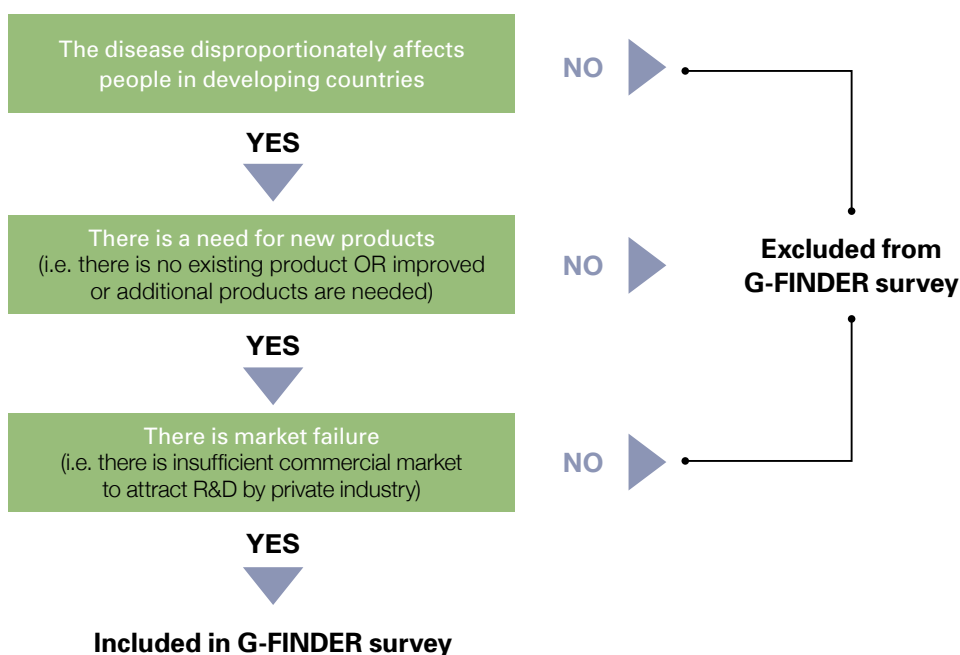 The disease disproportionately affects
people in developing countries
NO
YES
There is a need for new products
(i.e. there is no existing product OR improved
or additional products are needed)
NO
Excluded from
G-FINDER survey
YES
There is market failure
(i.e. there is insufficient commercial market
to attract R&D by private industry)
NO
YES
Included in G-FINDER survey